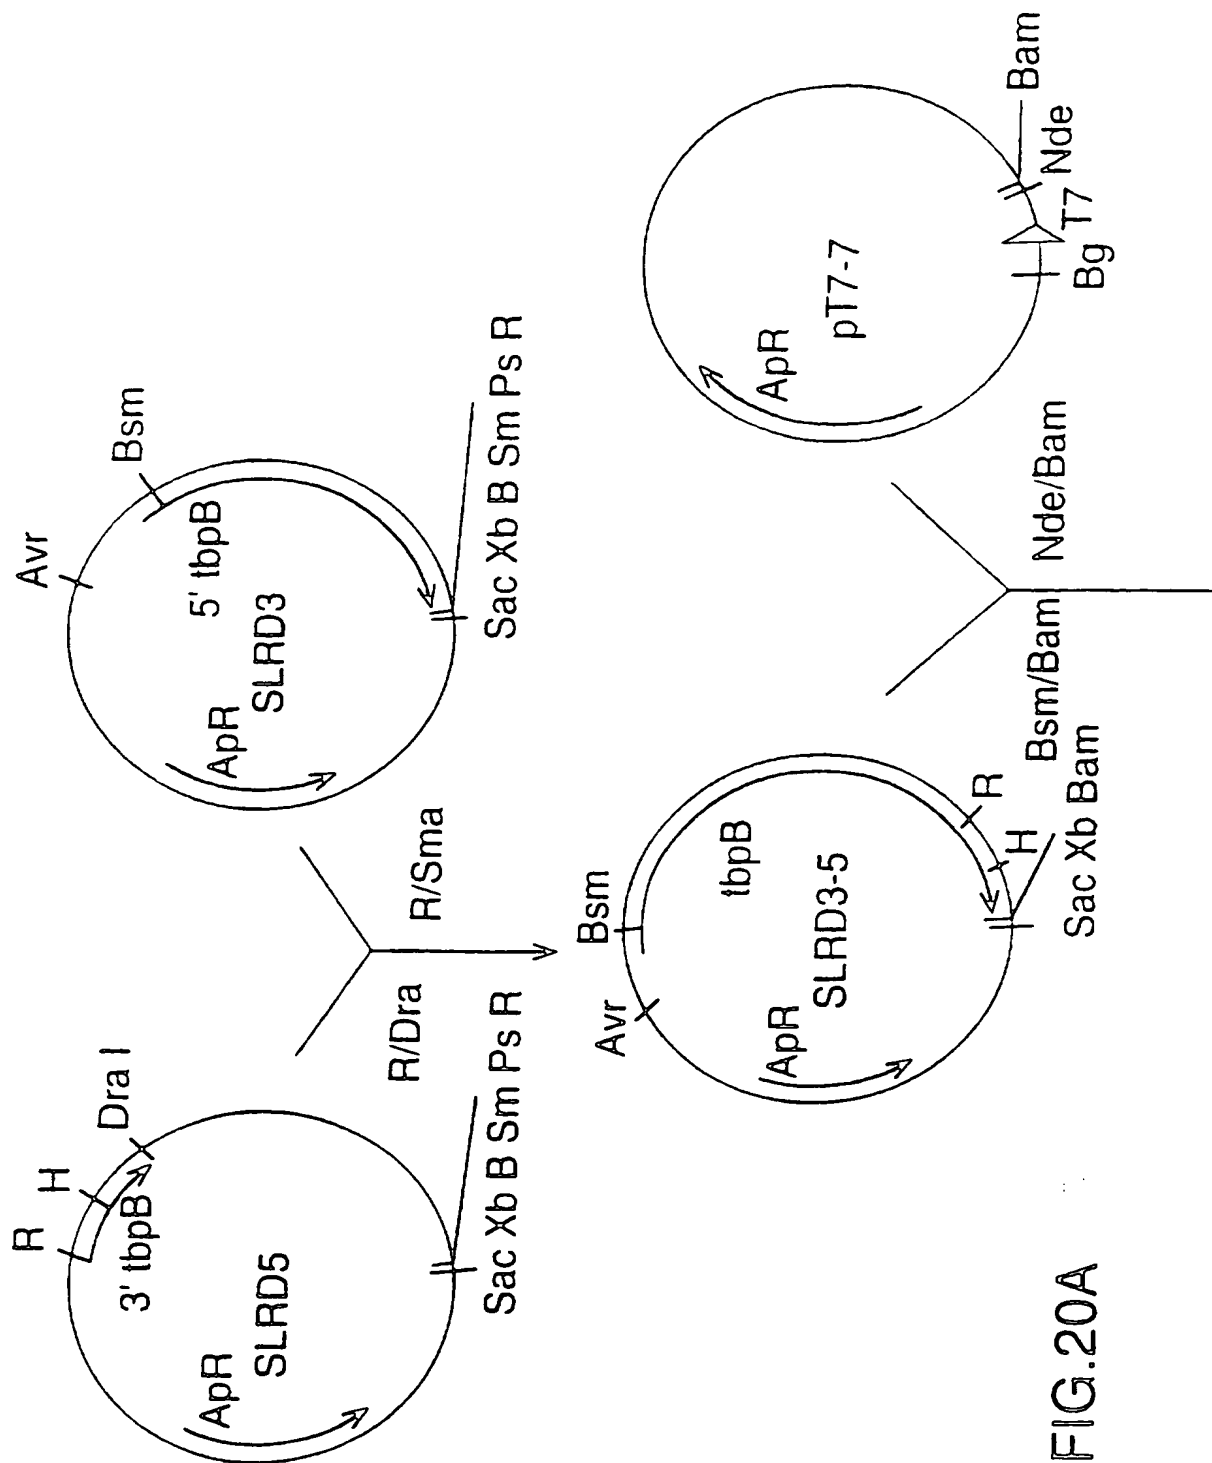 R
H
Dra I
3' tbpB
ApR
SLRD5
Sac Xb B Sm Ps R
Avr
Bsm
5' tbpB
ApR
SLRD3
Sac Xb B Sm Ps R
R/Dra
R/Sma
Avr
Bsm
tbpB
ApR
SLRD3-5
R
H
Sac Xb Bam
Bsm/Bam
Nde/Bam
ApR
pT7-7
Bg
T7
Nde
Bam
FIG.20A